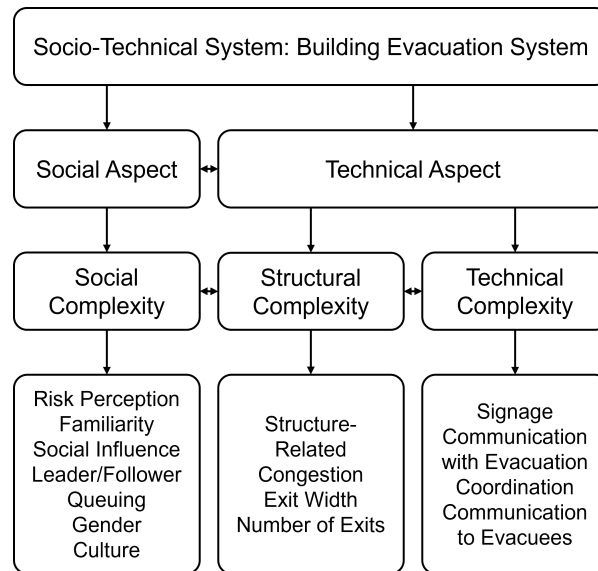 Socio-Technical System: Building Evacuation System
Social Aspect
Technical Aspect
Social
Complexity
Structural
Complexity
Technical
Complexity
Risk Perception
Familiarity
Social Influence
Leader/Follower
Queuing
Gender
Culture
Structure-
Related
Congestion
Exit Width
Number of Exits
Signage
Communication
with Evacuation
Coordination
Communication
to Evacuees